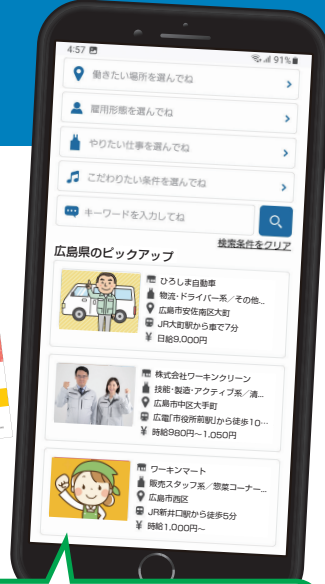 4:57
91%
働きたい場所を選んでね
雇用形態を選んでね
やりたい仕事を選んでね
こだわりたい条件を選んでね
キーワードを入力してね
検索条件をクリア
広島県のピックアップ
ひろしま自動車
物流・ドライバー系／その他...
広島市安佐南区大町
JR大町駅から車で7分
¥ 日給9,000円
株式会社ワーキンクリーン
技能・製造・アクティブ系／清...
広島市中区大手町
広電「市役所前駅」から徒歩10…
¥ 時給980円〜1,050円
ワーキンマート
販売スタッフ系／惣菜コーナー...
広島市西区
JR新井口駅から徒歩5分
¥ 時給1,000円〜